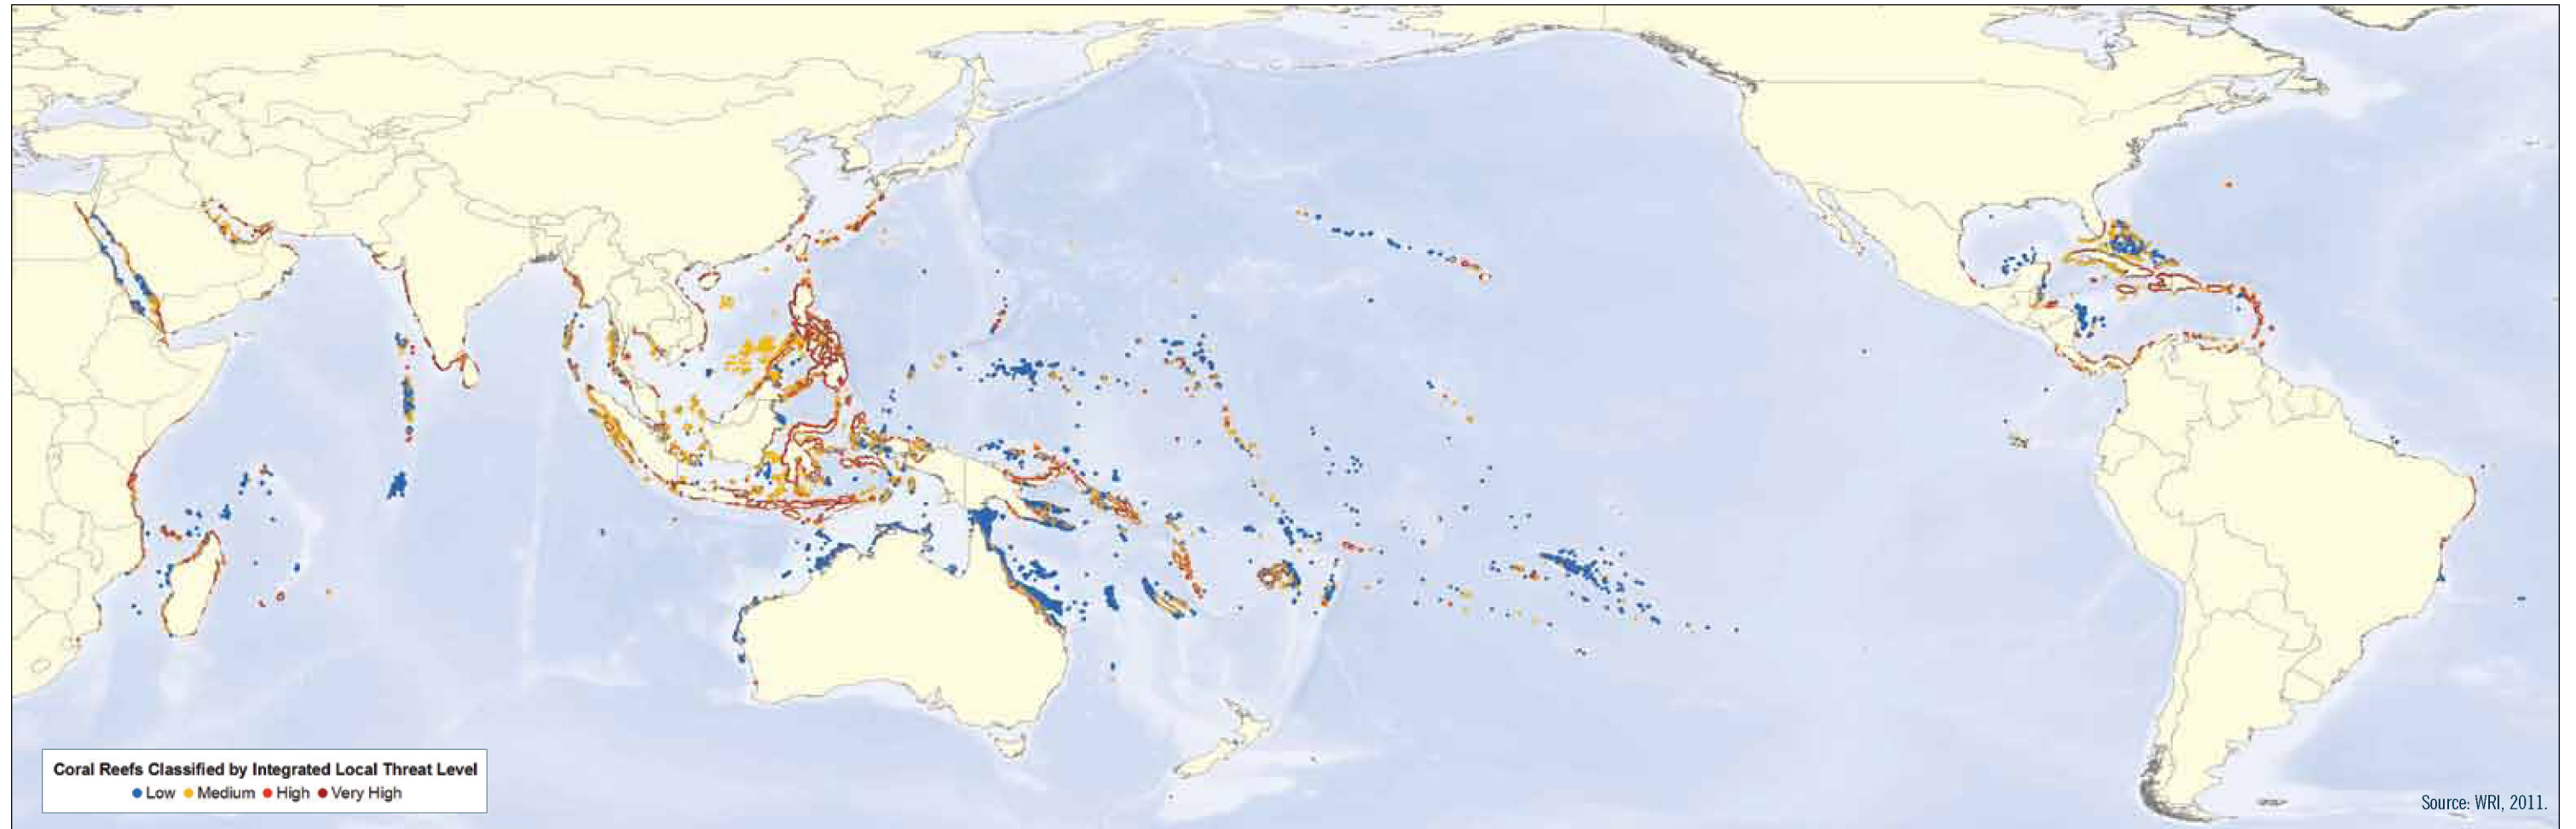 Coral Reefs Classified by Integrated Local Threat Level
Low Medium High Very High
Source: WRI, 2011.